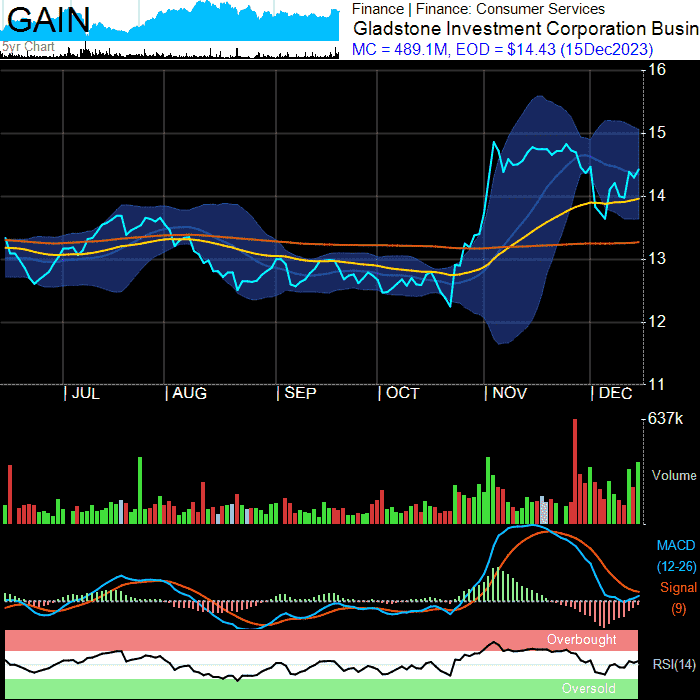 GAIN
5yr Chart
Finance | Finance: Consumer Services
Gladstone Investment Corporation Busin
MC = 489.1M, EOD = $14.43 (15Dec2023)
16
15
14
13
12
11
| JUL | AUG | SEP | OCT | NOV | DEC
637k
Volume
MACD
(12-26)
Signal
(9)
Overbought
RSI(14)
Oversold